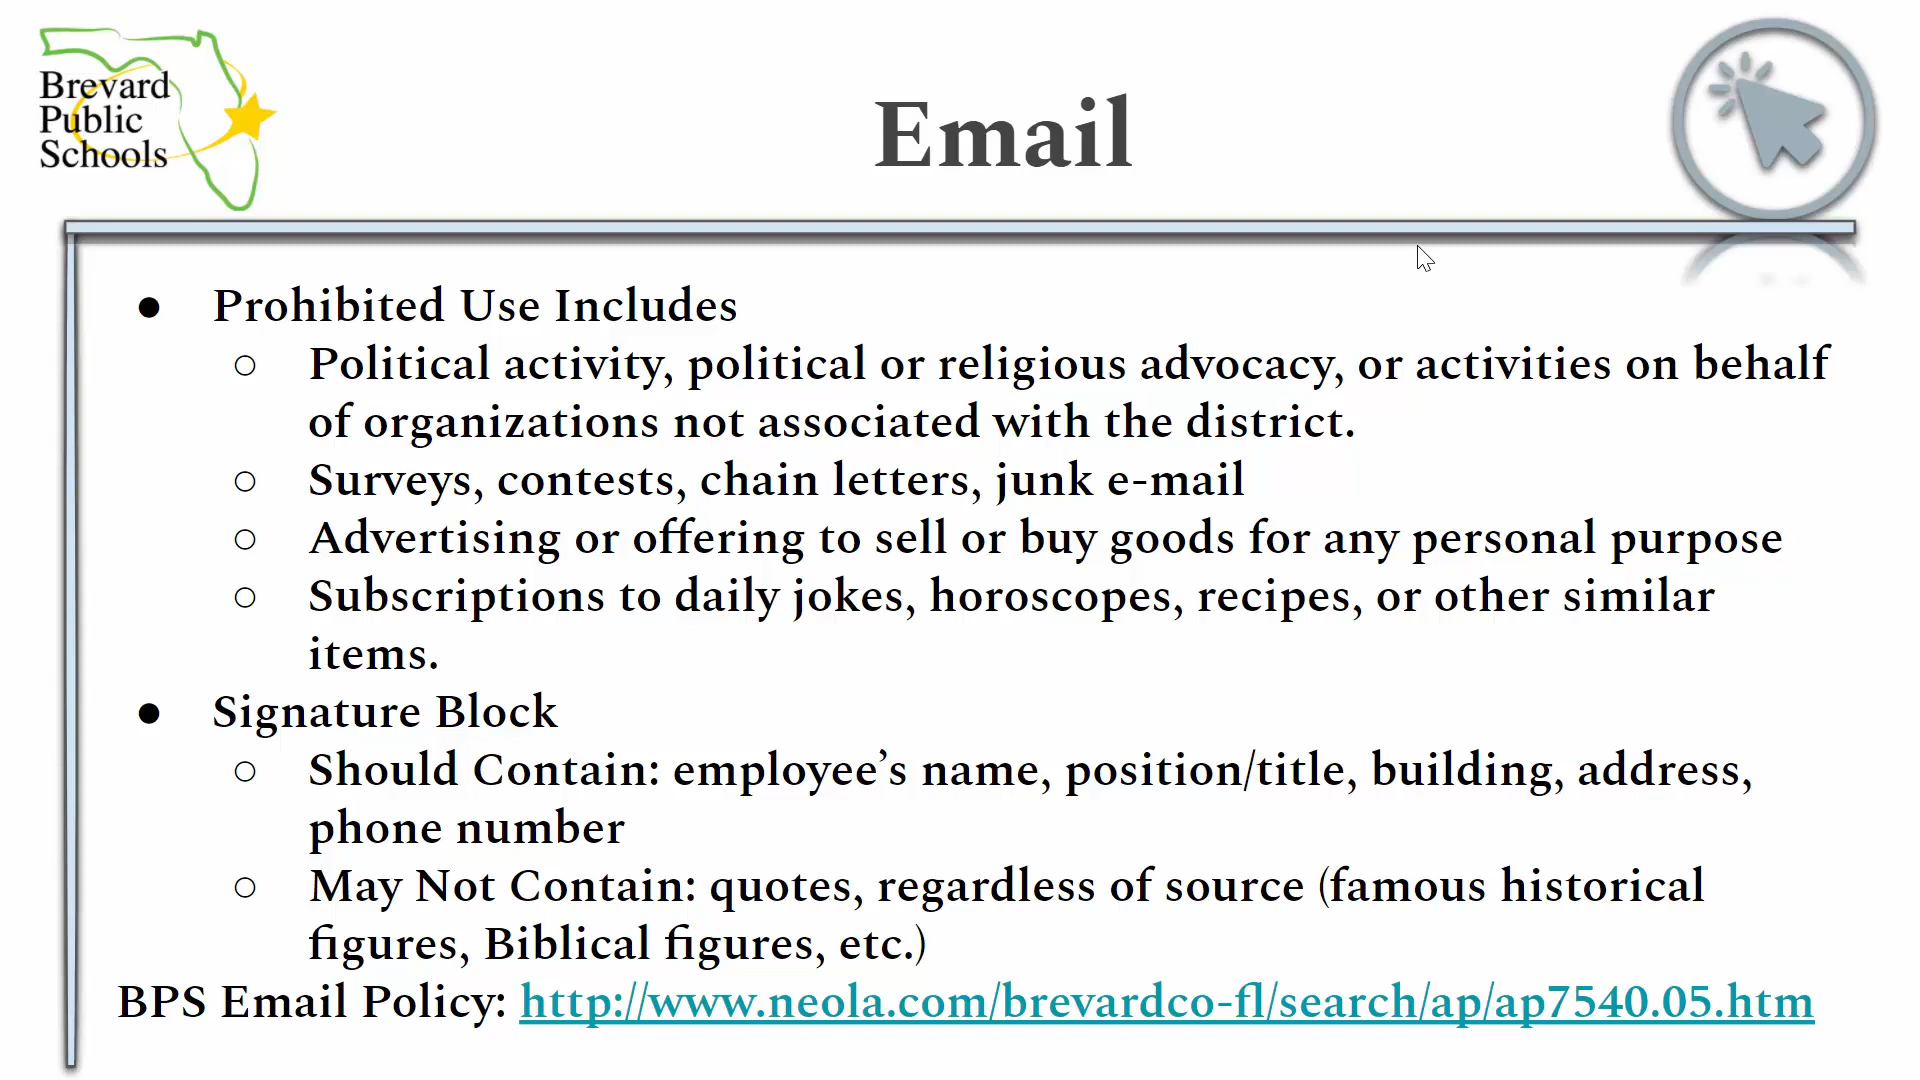 Brevard
Public
Schools
Email
● Prohibited Use Includes
○ Political activity, political or religious advocacy, or activities on behalf
of organizations not associated with the district.
○ Surveys, contests, chain letters, junk e-mail
○ Advertising or offering to sell or buy goods for any personal purpose
○ Subscriptions to daily jokes, horoscopes, recipes, or other similar
items.
● Signature Block
○ Should Contain: employee’s name, position/title, building, address,
phone number
○ May Not Contain: quotes, regardless of source (famous historical
figures, Biblical figures, etc.)
BPS Email Policy: http://www.neola.com/brevardco-fl/search/ap/ap7540.05.htm